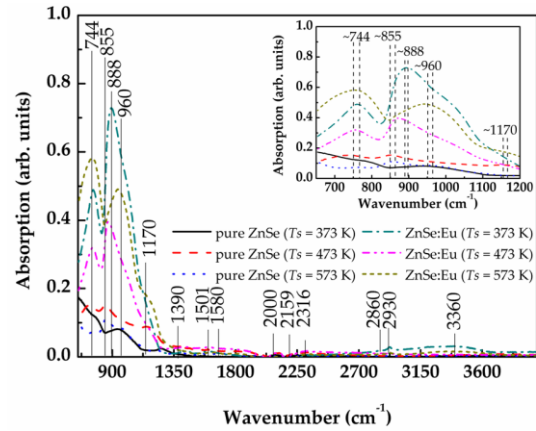 1.0
0.8
0.6
0.4
0.2
0.0
Absorption (arb. units)
744
855
888
960
1170
1390
1501
1580
2000
2159
2316
2860
2930
3360
pure ZnSe (Ts = 373 K)
pure ZnSe (Ts = 473 K)
pure ZnSe (Ts = 573 K)
ZnSe:Eu (Ts = 373 K)
ZnSe:Eu (Ts = 473 K)
ZnSe:Eu (Ts = 573 K)
900 1350 1800 2250 2700 3150 3600
Wavenumber (cm-1)
1.0
0.8
0.6
0.4
0.2
0.0
Absorption (arb. units)
~744
~855
~888
~960
~1170
700 800 900 1000 1100 1200
Wavenumber (cm-1)